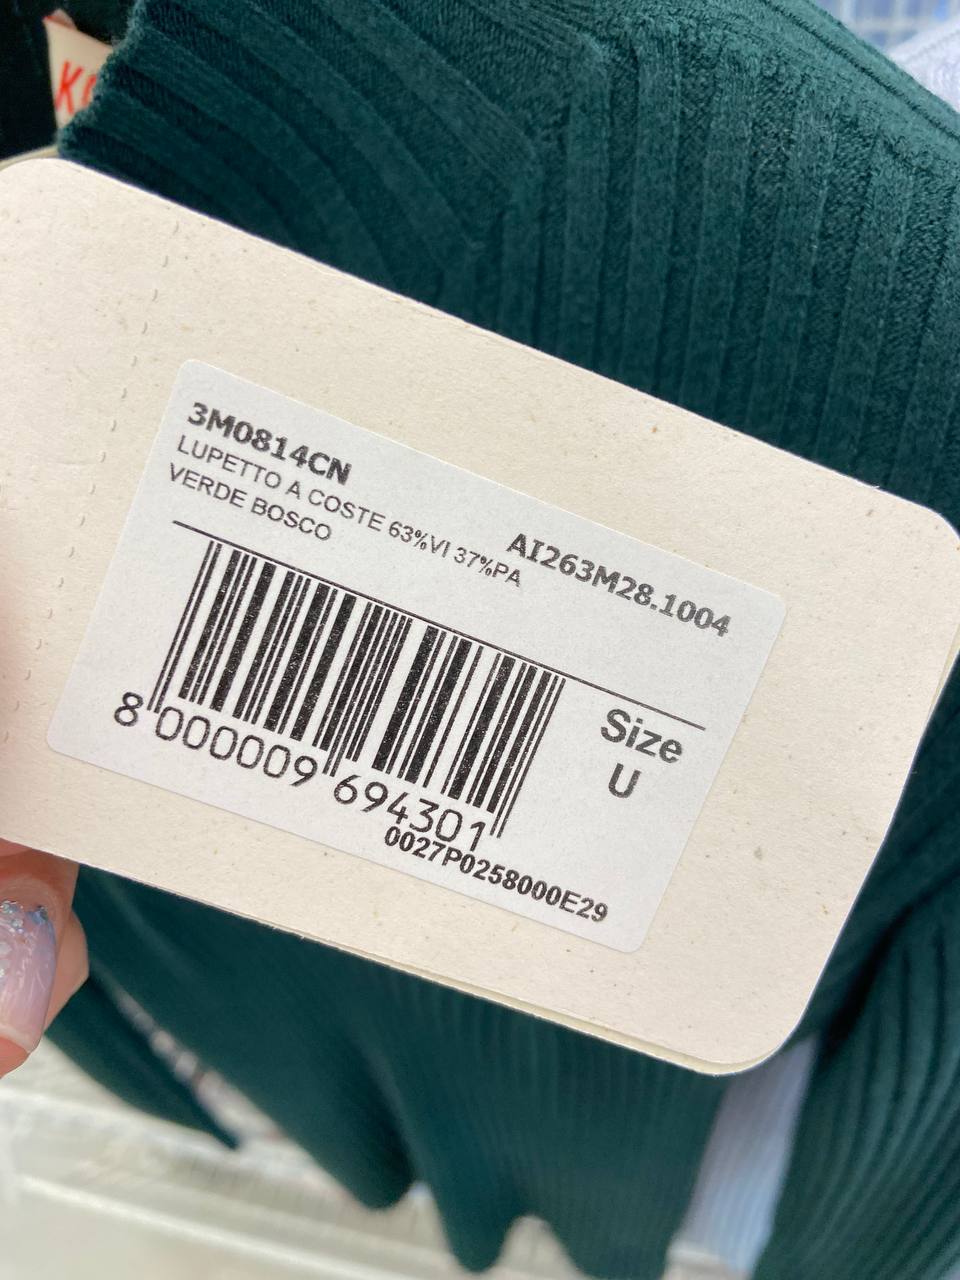 3M0814CN
LUPETTO A COSTE 63%VI 37%PA
VERDE BOSCO
AI263M28.1004
Size
U
8 000009 694301
0027P0258000E29